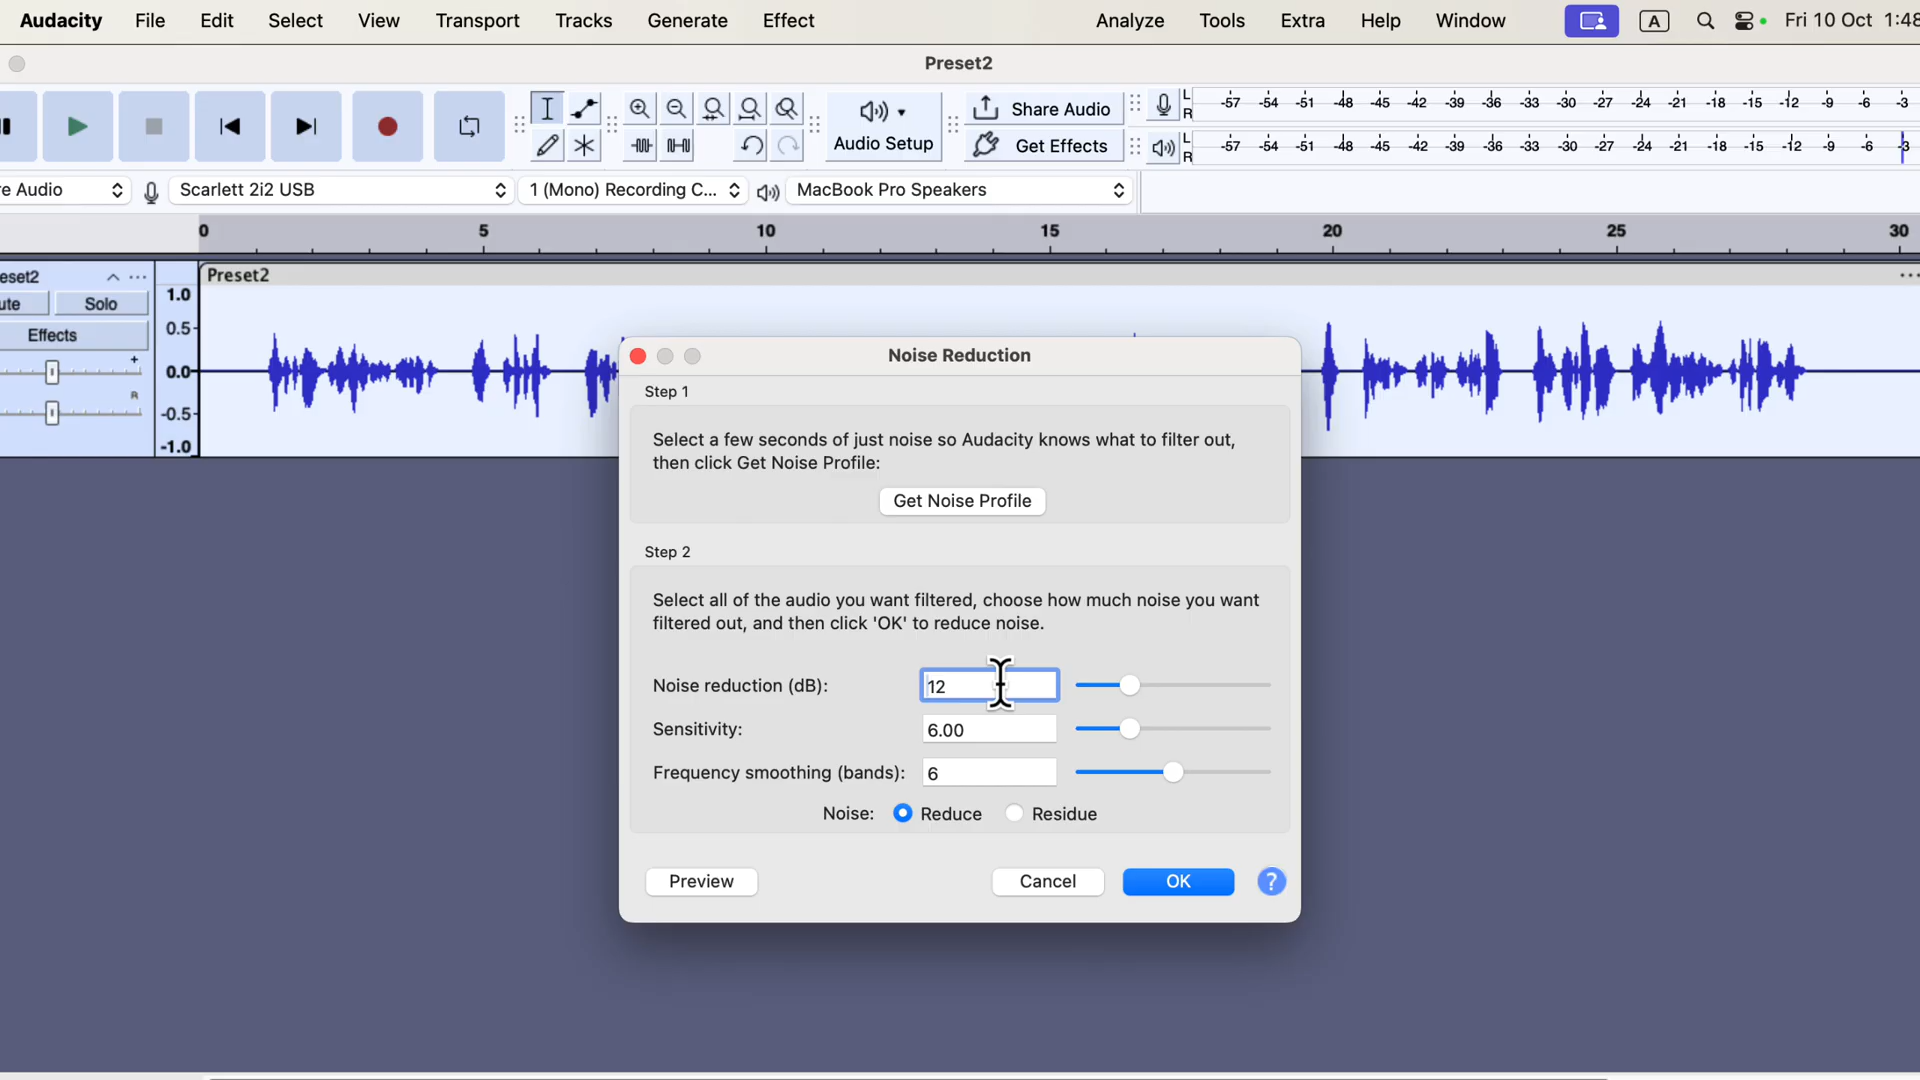 Audacity File Edit Select View Transport Tracks Generate Effect Analyze Tools Extra Help Window A Fri 10 Oct 1:48
Preset2
Share Audio L R -57 -54 -51 -48 -45 -42 -39 -36 -33 -30 -27 -24 -21 -18 -15 -12 -9 -6 -3
Audio Setup Get Effects L R -57 -54 -51 -48 -45 -42 -39 -36 -33 -30 -27 -24 -21 -18 -15 -12 -9 -6 -3
re Audio Scarlett 2i2 USB 1 (Mono) Recording C... MacBook Pro Speakers
0 5 10 15 20 25 30
eset2 ... Preset2 ...
ute Solo 1.0
Effects 0.5
+ 0.0
R -0.5
-1.0
Noise Reduction
Step 1
Select a few seconds of just noise so Audacity knows what to filter out,
then click Get Noise Profile:
Get Noise Profile
Step 2
Select all of the audio you want filtered, choose how much noise you want
filtered out, and then click 'OK' to reduce noise.
Noise reduction (dB): 12
Sensitivity: 6.00
Frequency smoothing (bands): 6
Noise: Reduce Residue
Preview Cancel OK ?